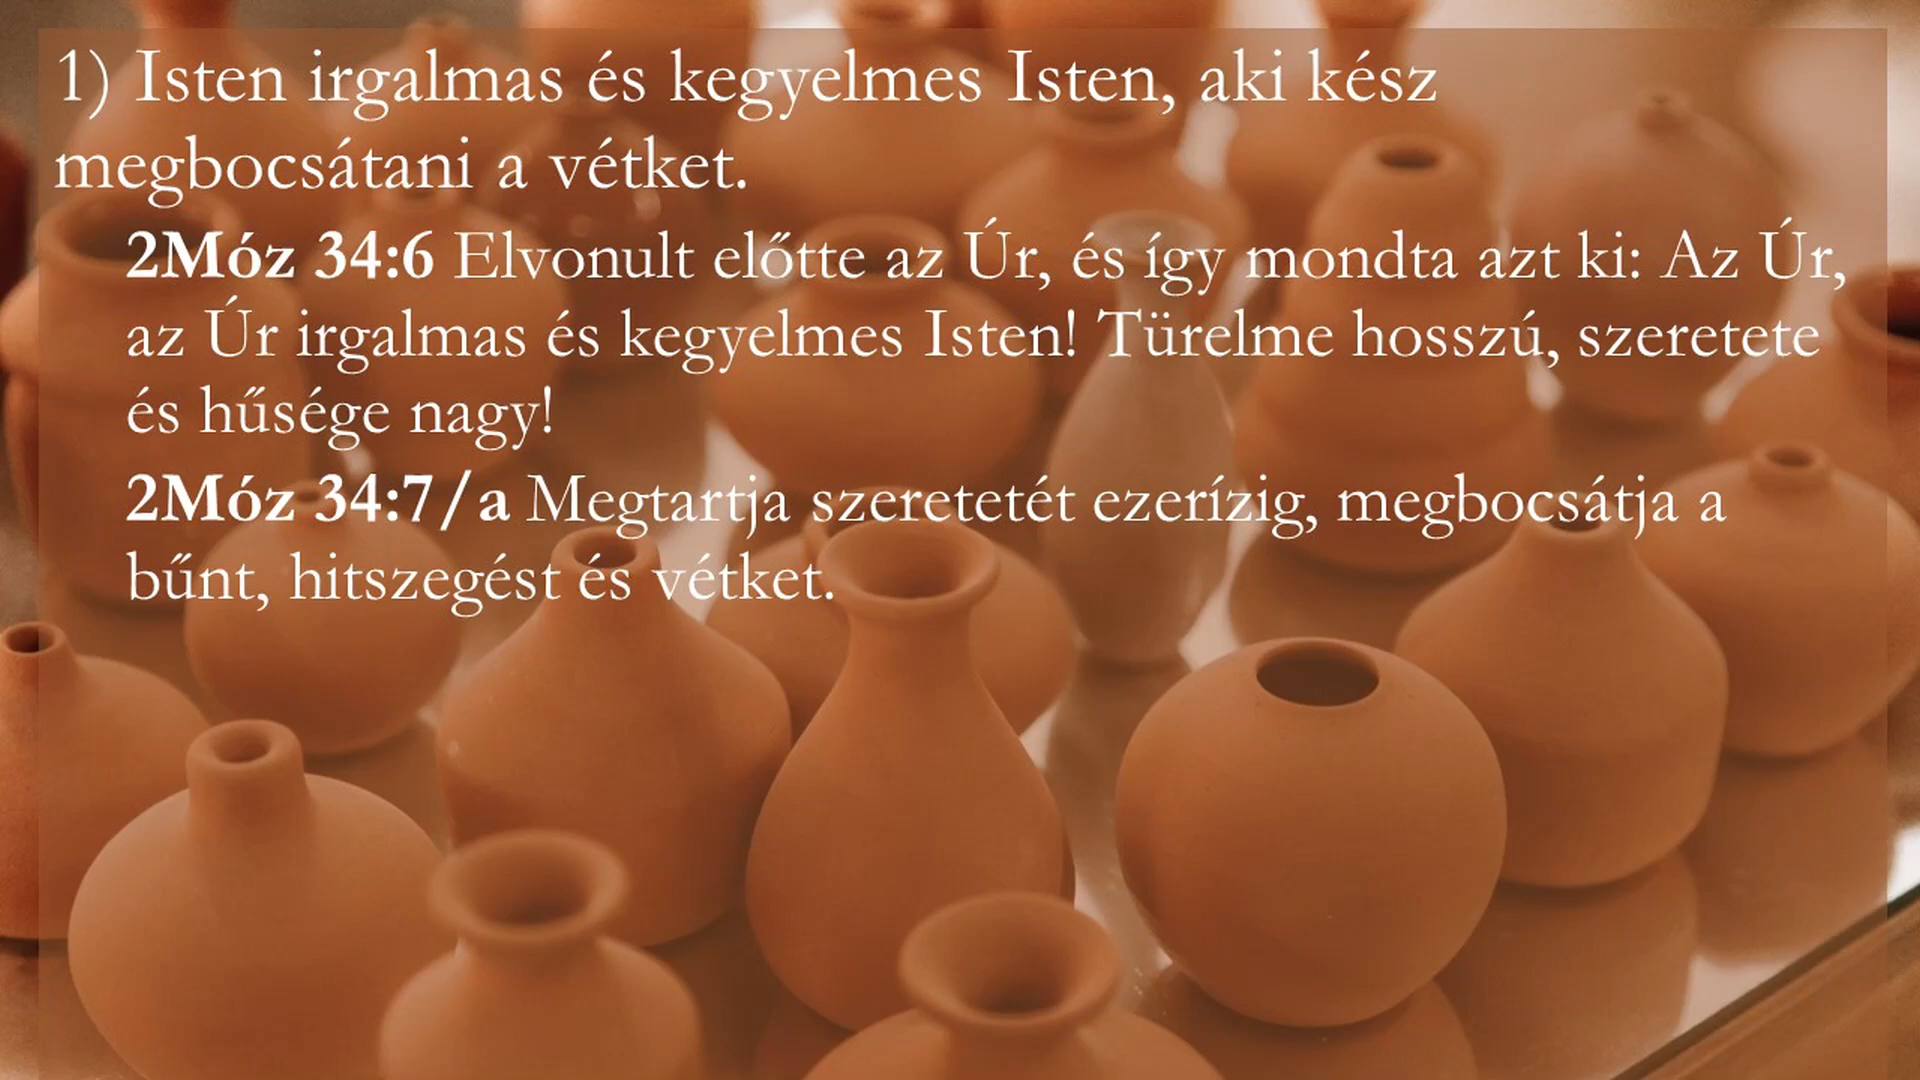 1) Isten irgalmas és kegyelmes Isten, aki kész
megbocsátani a vétket.
2Móz 34:6 Elvonult előtte az Úr, és így mondta azt ki: Az Úr,
az Úr irgalmas és kegyelmes Isten! Türelme hosszú, szeretete
és hűsége nagy!
2Móz 34:7/a Megtartja szeretetét ezerízig, megbocsátja a
bűnt, hitszegést és vétket.